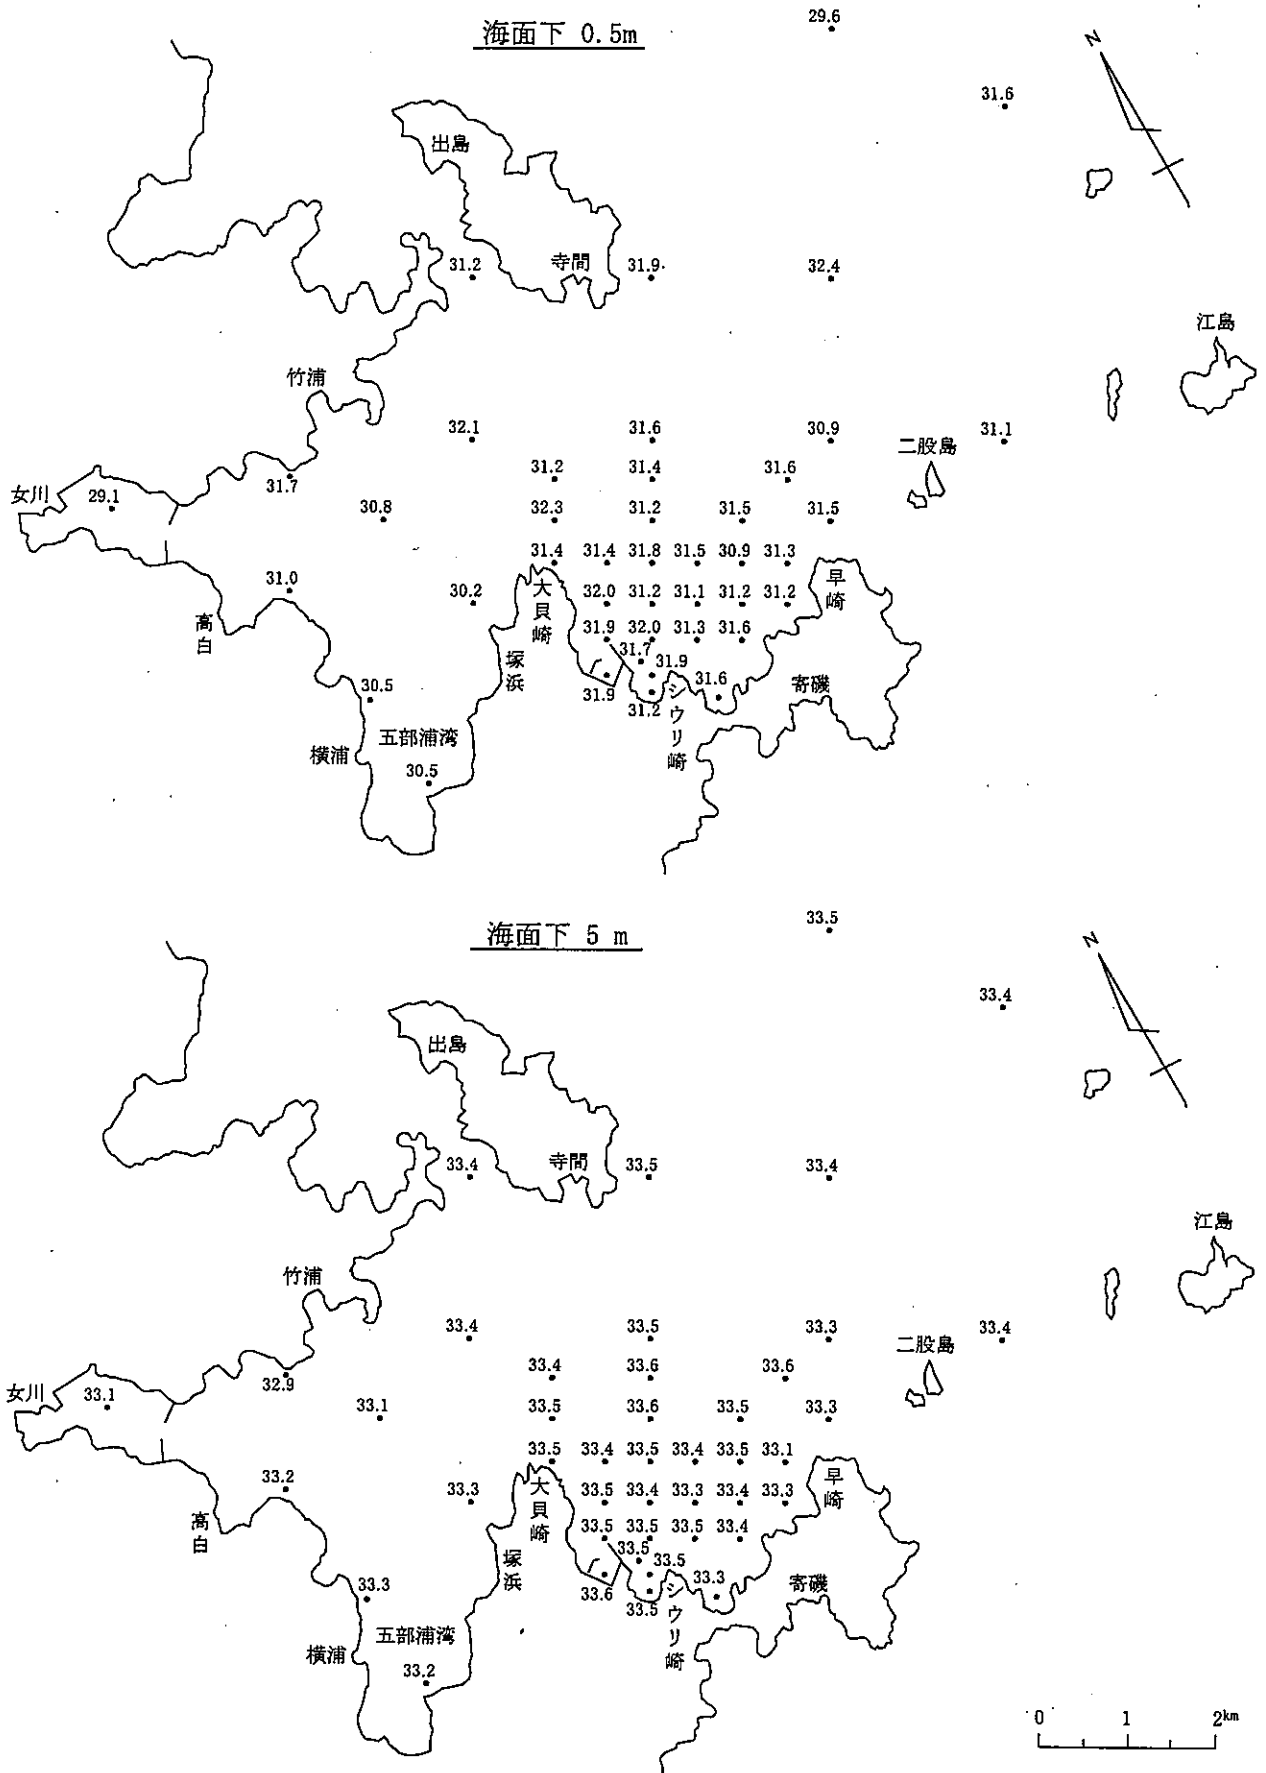 海面下 0.5m
29.6
N
31.6
出島
寺間
31.2
31.9
32.4
江島
竹浦
32.1
31.6
30.9
31.1
二股島
女川
29.1
31.7
31.2
31.4
31.6
30.8
32.3
31.2
31.5
31.5
31.4
31.4
31.8
31.5
30.9
31.3
31.0
30.2
大貝崎
32.0
31.2
31.1
31.2
31.2
早崎
高白
31.9
32.0
31.3
31.6
塚浜
31.7
31.9
31.9
31.2
シウリ崎
31.6
寄磯
30.5
五部浦湾
横浦
30.5
海面下 5 m
33.5
N
33.4
出島
寺間
33.4
33.5
33.4
江島
竹浦
33.4
33.5
33.3
33.4
二股島
女川
33.1
32.9
33.4
33.6
33.6
33.1
33.5
33.6
33.5
33.3
33.5
33.4
33.5
33.4
33.5
33.1
33.2
33.3
大貝崎
33.5
33.4
33.3
33.4
33.3
早崎
高白
33.5
33.5
33.5
33.4
塚浜
33.5
33.5
33.6
33.5
シウリ崎
33.3
寄磯
33.3
五部浦湾
横浦
33.2
0 1 2km